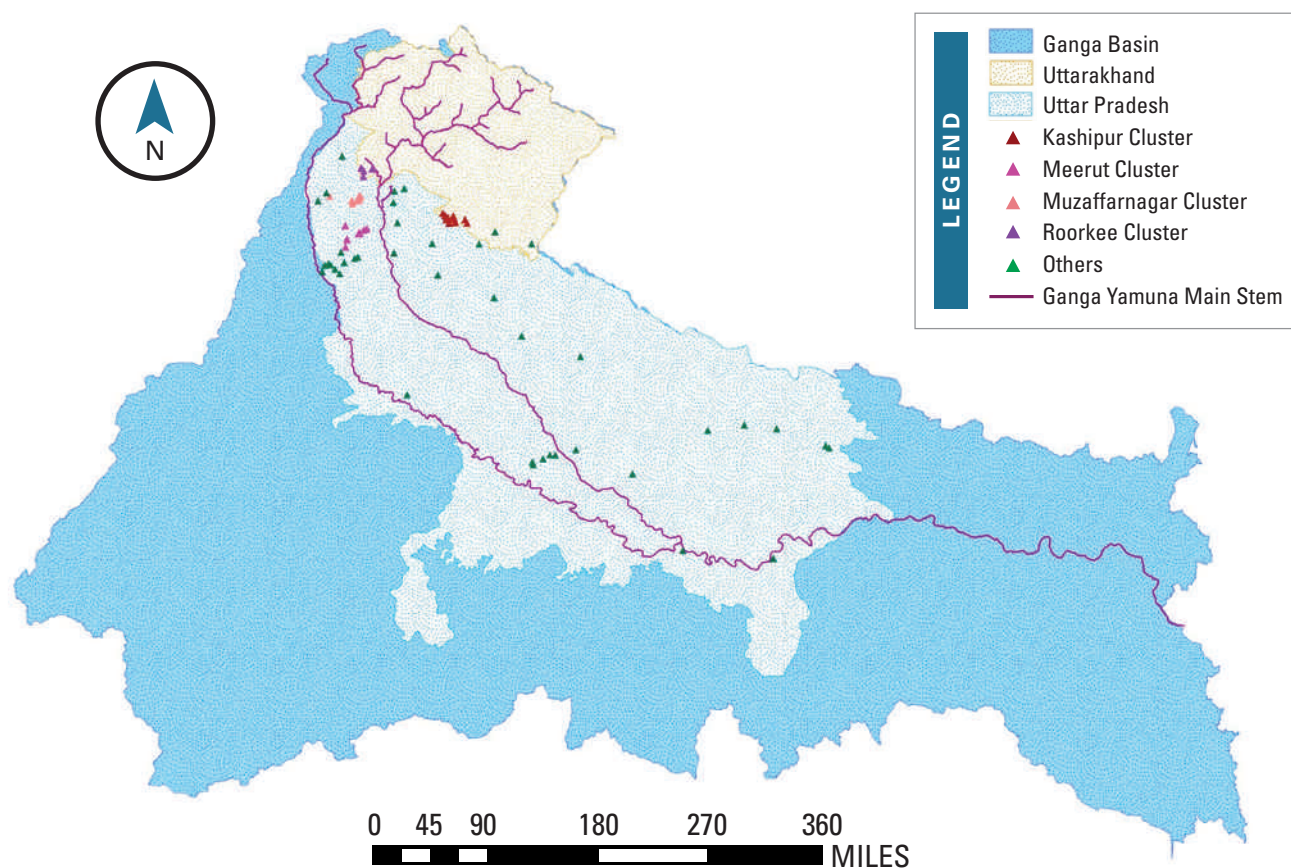 N
LEGEND
Ganga Basin
Uttarakhand
Uttar Pradesh
Kashipur Cluster
Meerut Cluster
Muzaffarnagar Cluster
Roorkee Cluster
Others
Ganga Yamuna Main Stem
0 45 90 180 270 360
MILES